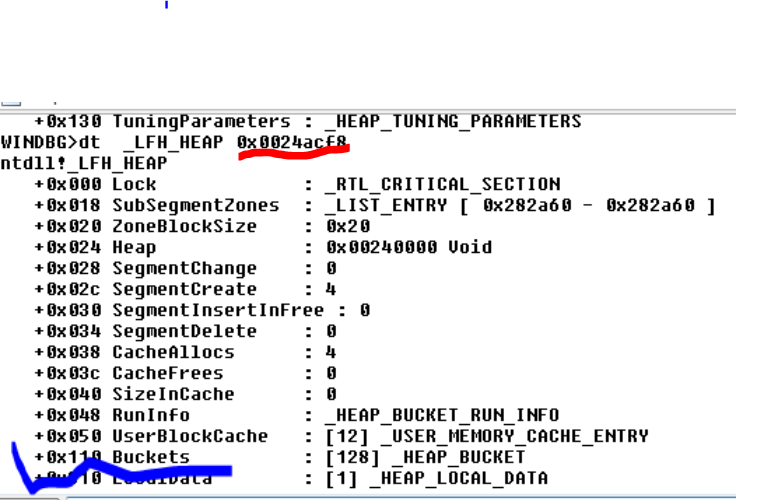 +0x130 TuningParameters : _HEAP_TUNING_PARAMETERS
WINDBG>dt _LFH_HEAP 0x0024acf8
ntdll!_LFH_HEAP
+0x000 Lock : _RTL_CRITICAL_SECTION
+0x018 SubSegmentZones : _LIST_ENTRY [ 0x282a60 - 0x282a60 ]
+0x020 ZoneBlockSize : 0x20
+0x024 Heap : 0x00240000 Void
+0x028 SegmentChange : 0
+0x02c SegmentCreate : 4
+0x030 SegmentInsertInFree : 0
+0x034 SegmentDelete : 0
+0x038 CacheAllocs : 4
+0x03c CacheFrees : 0
+0x040 SizeInCache : 0
+0x048 RunInfo : _HEAP_BUCKET_RUN_INFO
+0x050 UserBlockCache : [12] _USER_MEMORY_CACHE_ENTRY
+0x110 Buckets : [128] _HEAP_BUCKET
LocalData : [1] _HEAP_LOCAL_DATA